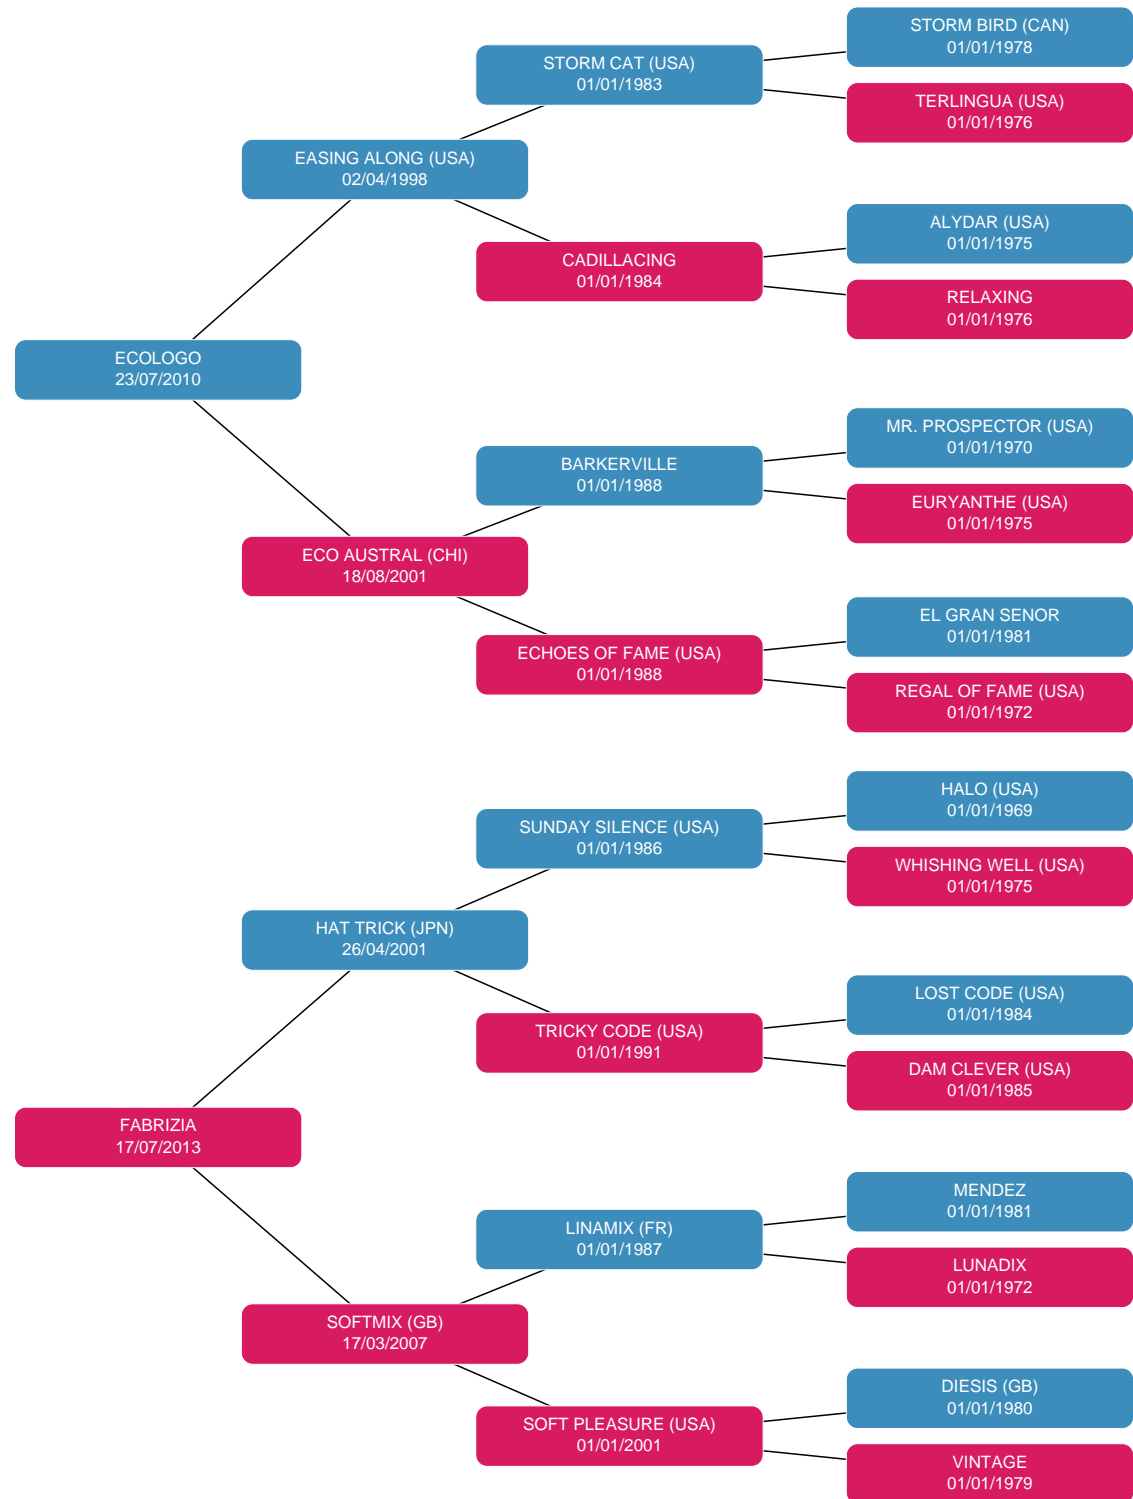 STORM BIRD (CAN)
01/01/1978
STORM CAT (USA)
01/01/1983
TERLINGUA (USA)
01/01/1976
EASING ALONG (USA)
02/04/1998
ALYDAR (USA)
01/01/1975
CADILLACING
01/01/1984
RELAXING
01/01/1976
ECOLOGO
23/07/2010
MR. PROSPECTOR (USA)
01/01/1970
BARKERVILLE
01/01/1988
EURYANTHE (USA)
01/01/1975
ECO AUSTRAL (CHI)
18/08/2001
EL GRAN SENOR
01/01/1981
ECHOES OF FAME (USA)
01/01/1988
REGAL OF FAME (USA)
01/01/1972
HALO (USA)
01/01/1969
SUNDAY SILENCE (USA)
01/01/1986
WHISHING WELL (USA)
01/01/1975
HAT TRICK (JPN)
26/04/2001
LOST CODE (USA)
01/01/1984
TRICKY CODE (USA)
01/01/1991
DAM CLEVER (USA)
01/01/1985
FABRIZIA
17/07/2013
MENDEZ
01/01/1981
LINAMIX (FR)
01/01/1987
LUNADIX
01/01/1972
SOFTMIX (GB)
17/03/2007
DIESIS (GB)
01/01/1980
SOFT PLEASURE (USA)
01/01/2001
VINTAGE
01/01/1979